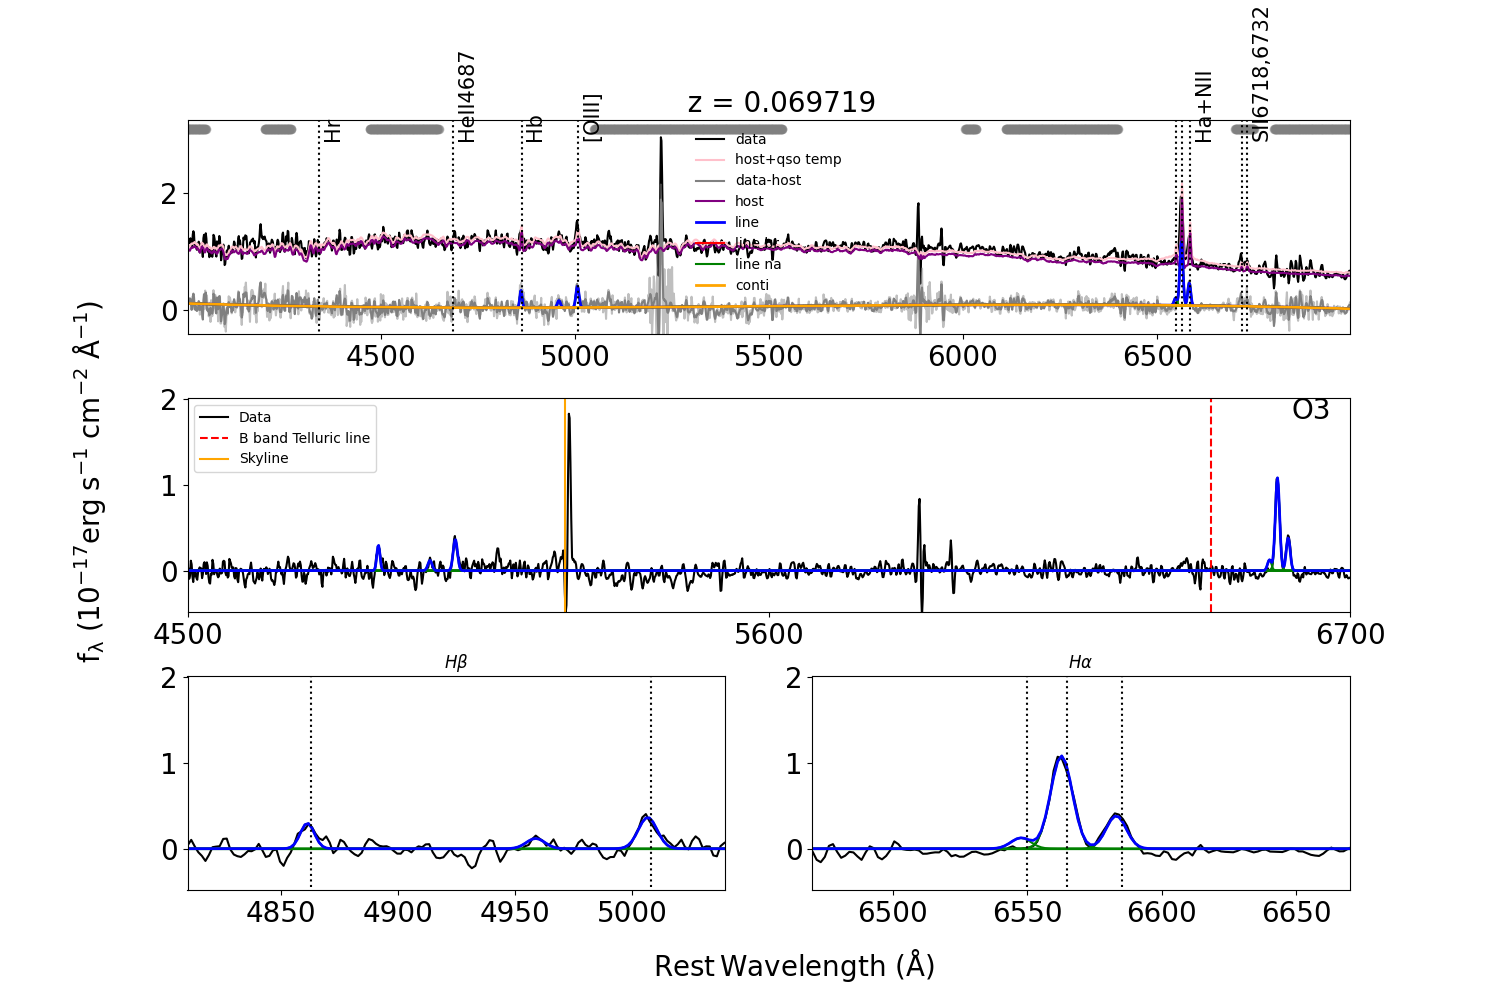 z = 0.069719
Hr
HeII4687
Hb
[OIII]
Ha+NII
SII6718,6732
data
host+qso temp
data-host
host
line
line na
conti
2
0
4500
5000
5500
6000
6500
f_λ (10⁻¹⁷erg s⁻¹ cm⁻² Å⁻¹)
Data
B band Telluric line
Skyline
O3
2
1
0
4500
5600
6700
Hβ
2
1
0
4850
4900
4950
5000
Hα
2
1
0
6500
6550
6600
6650
Rest Wavelength (Å)